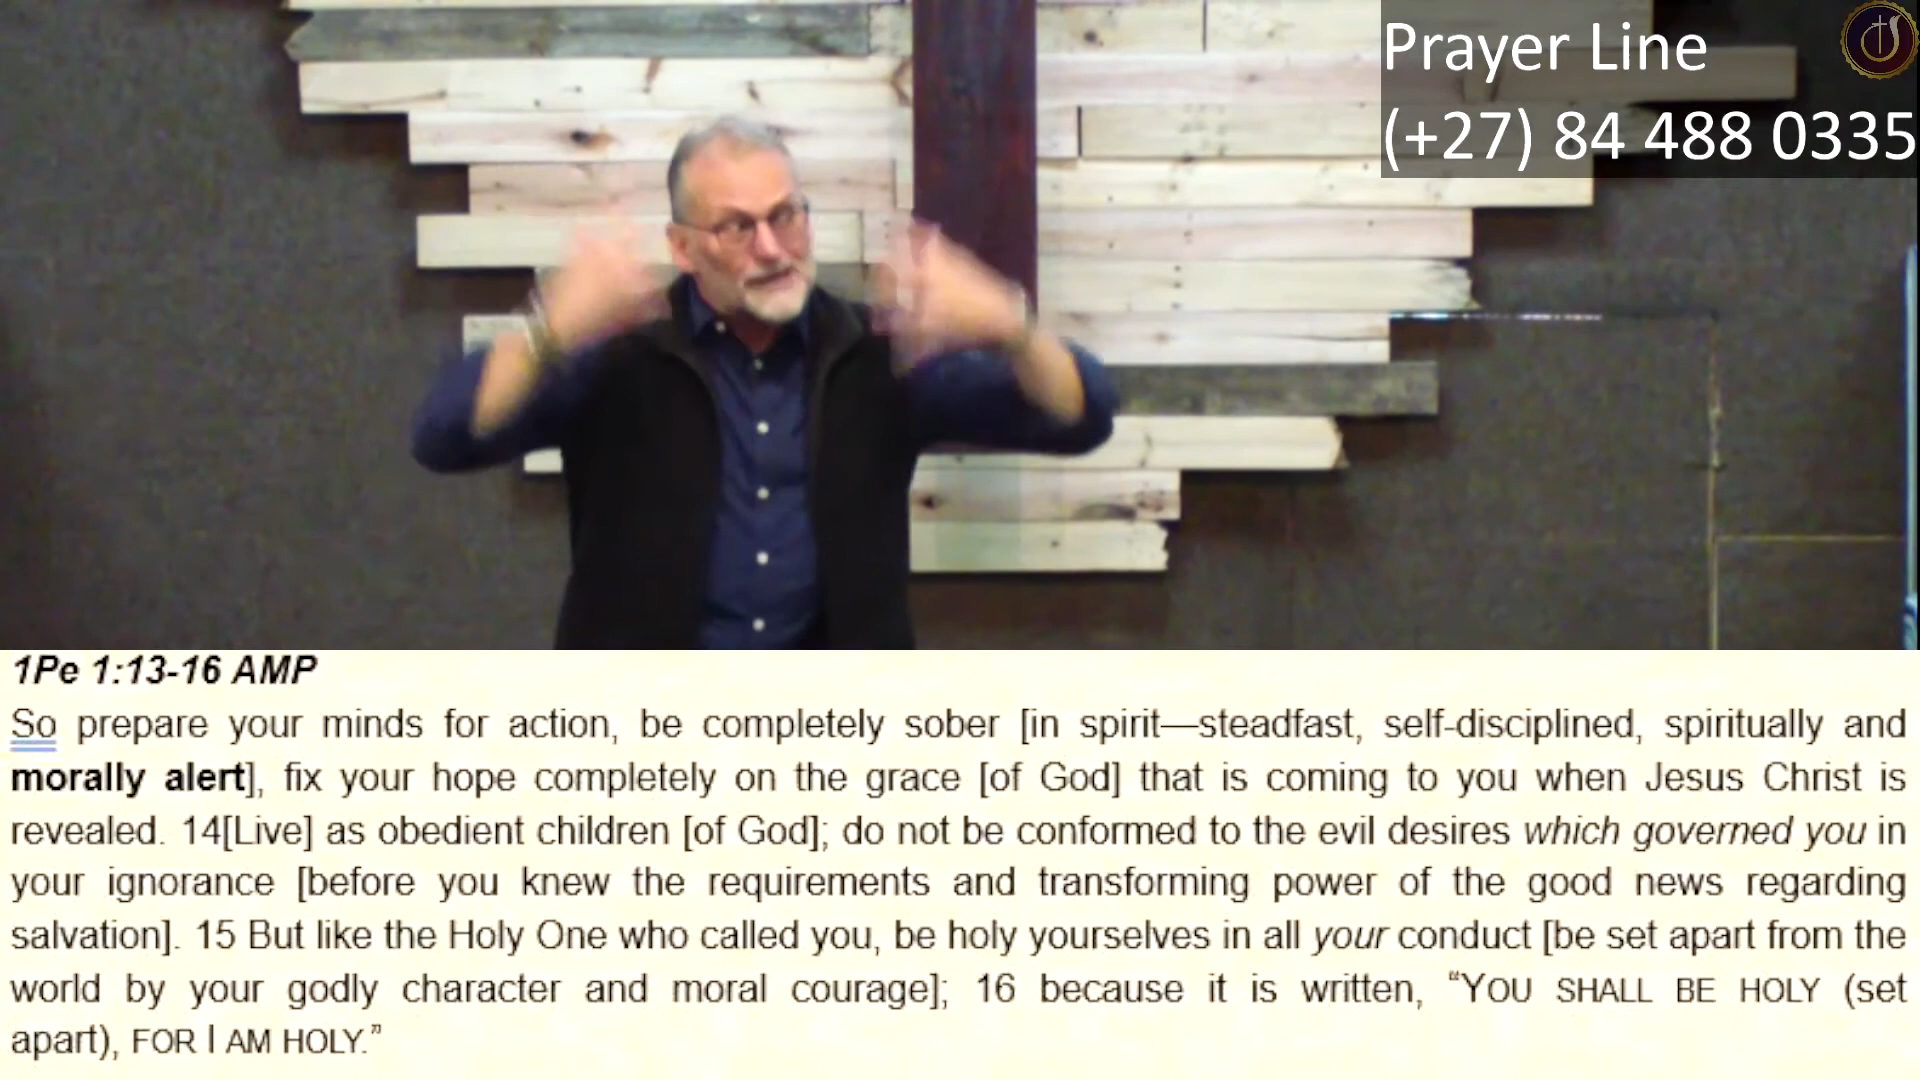 Prayer Line
(+27) 84 488 0335
1Pe 1:13-16 AMP
So prepare your minds for action, be completely sober [in spirit—steadfast, self-disciplined, spiritually and
morally alert], fix your hope completely on the grace [of God] that is coming to you when Jesus Christ is
revealed. 14[Live] as obedient children [of God]; do not be conformed to the evil desires which governed you in
your ignorance [before you knew the requirements and transforming power of the good news regarding
salvation]. 15 But like the Holy One who called you, be holy yourselves in all your conduct [be set apart from the
world by your godly character and moral courage]; 16 because it is written, “YOU SHALL BE HOLY (set
apart), FOR I AM HOLY.”